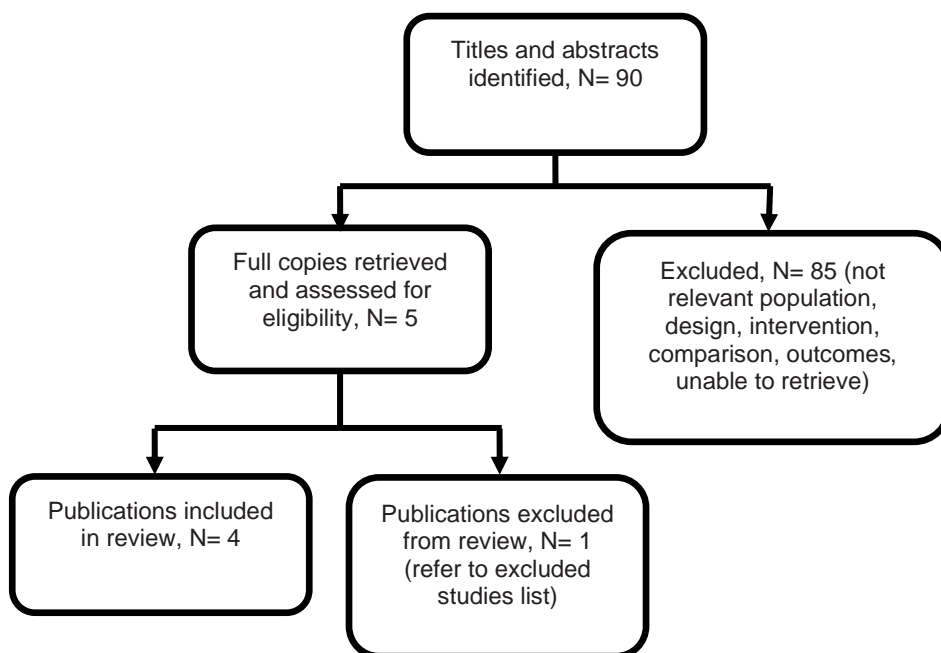 Titles and abstracts
identified, N= 90
Full copies retrieved
and assessed for
eligibility, N= 5
Excluded, N= 85 (not
relevant population,
design, intervention,
comparison, outcomes,
unable to retrieve)
Publications included
in review, N= 4
Publications excluded
from review, N= 1
(refer to excluded
studies list)